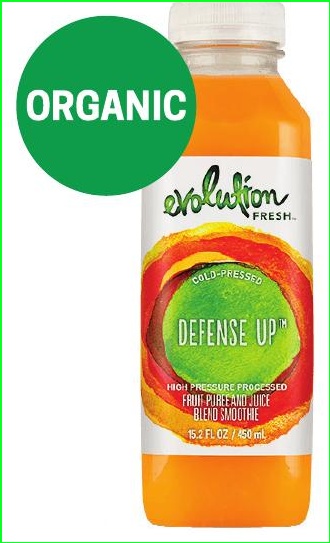 ORGANIC
evolution
FRESH™
COLD-PRESSED
DEFENSE UP™
HIGH PRESSURE PROCESSED
FRUIT PUREE AND JUICE
BLEND SMOOTHIE
15.2 FL OZ / 450 mL